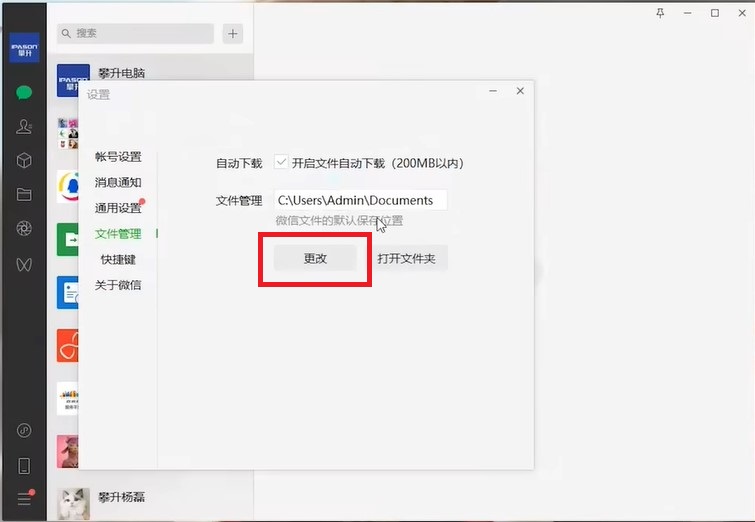 搜索
IPASON
攀升
IPASON
攀升电脑
设置
帐号设置
消息通知
通用设置
文件管理
快捷键
关于微信
自动下载
开启文件自动下载（200MB以内）
文件管理
C:\Users\Admin\Documents
微信文件的默认保存位置
更改
打开文件夹
攀升杨磊